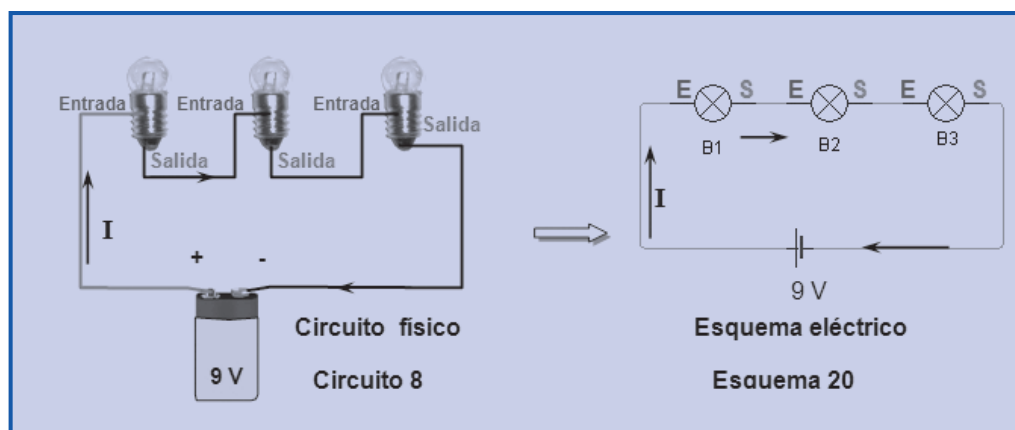 Entrada
Entrada
Entrada
Salida
Salida
Salida
I
+ -
9 V
Circuito físico
Circuito 8
E S E S E S
B1 B2 B3
I
9 V
Esquema eléctrico
Esquema 20